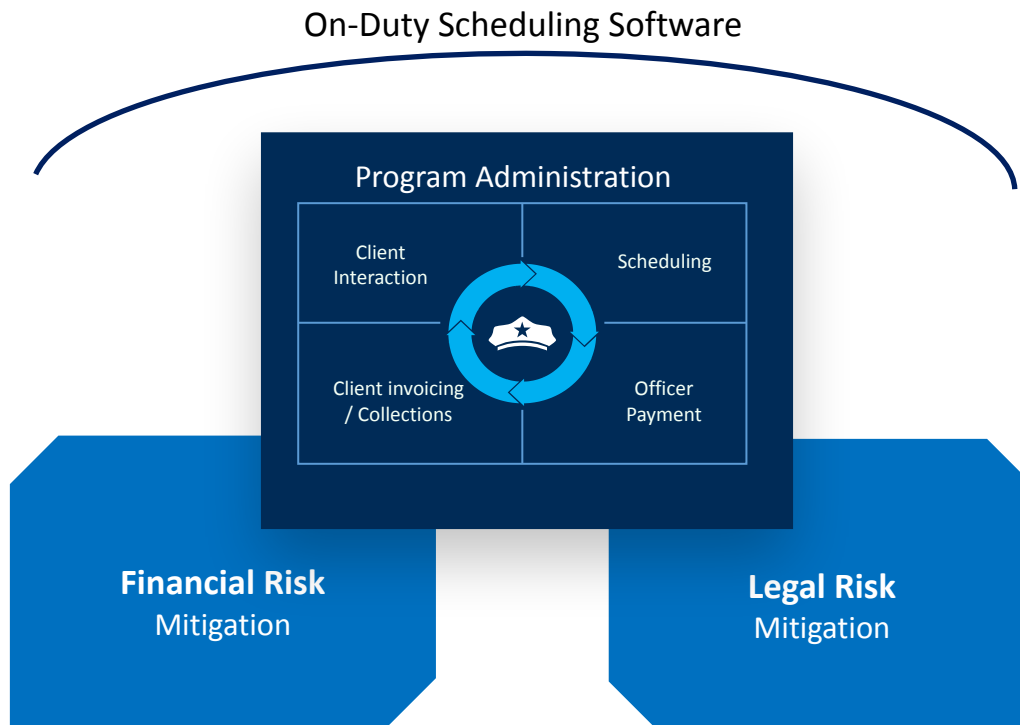 On-Duty Scheduling Software
Program Administration
Client
Interaction
Scheduling
Client invoicing
/ Collections
Officer
Payment
Financial Risk
Mitigation
Legal Risk
Mitigation